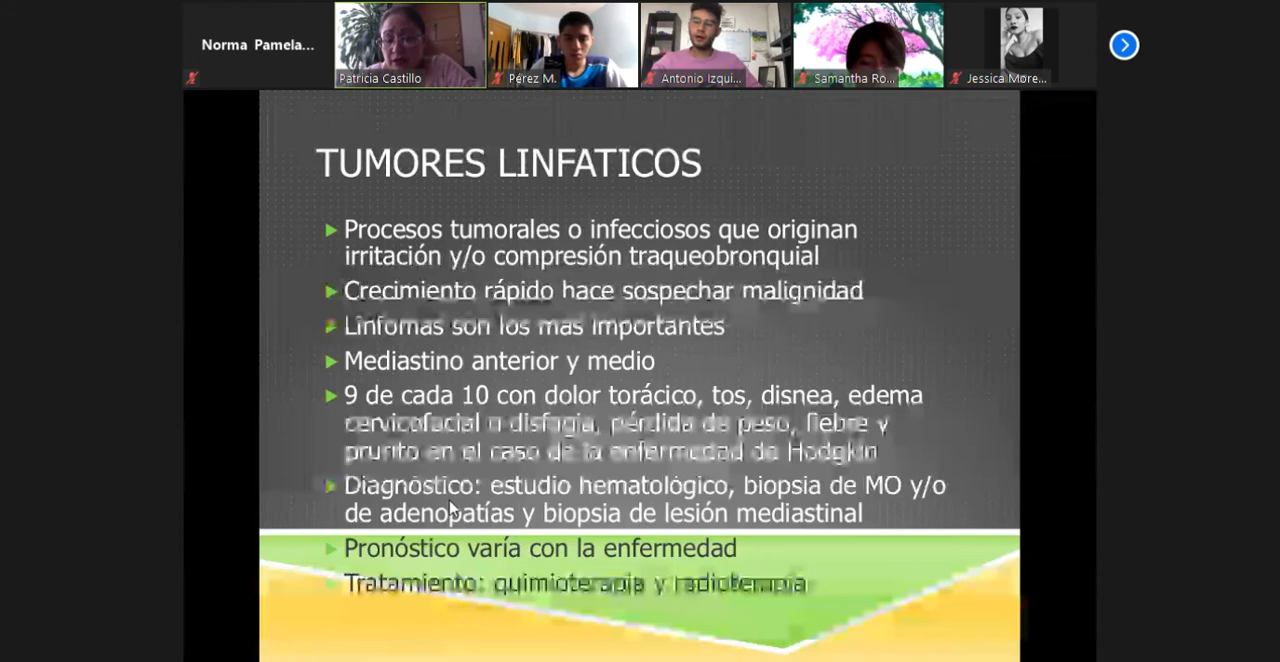 Norma Pamela...
Patricia Castillo
Pérez M.
Antonio Izqui...
Samantha Ro...
Jessica More...
TUMORES LINFATICOS
Procesos tumorales o infecciosos que originan
irritación y/o compresión traqueobronquial
Crecimiento rápido hace sospechar malignidad
Linfomas son los mas importantes
Mediastino anterior y medio
9 de cada 10 con dolor torácico, tos, disnea, edema
cervicofacial o disfagia, pérdida de peso, fiebre y
prurito en el caso de la enfermedad de Hodgkin
Diagnóstico: estudio hematológico, biopsia de MO y/o
de adenopatías y biopsia de lesión mediastinal
Pronóstico varía con la enfermedad
Tratamiento: quimioterapia y radioterapia